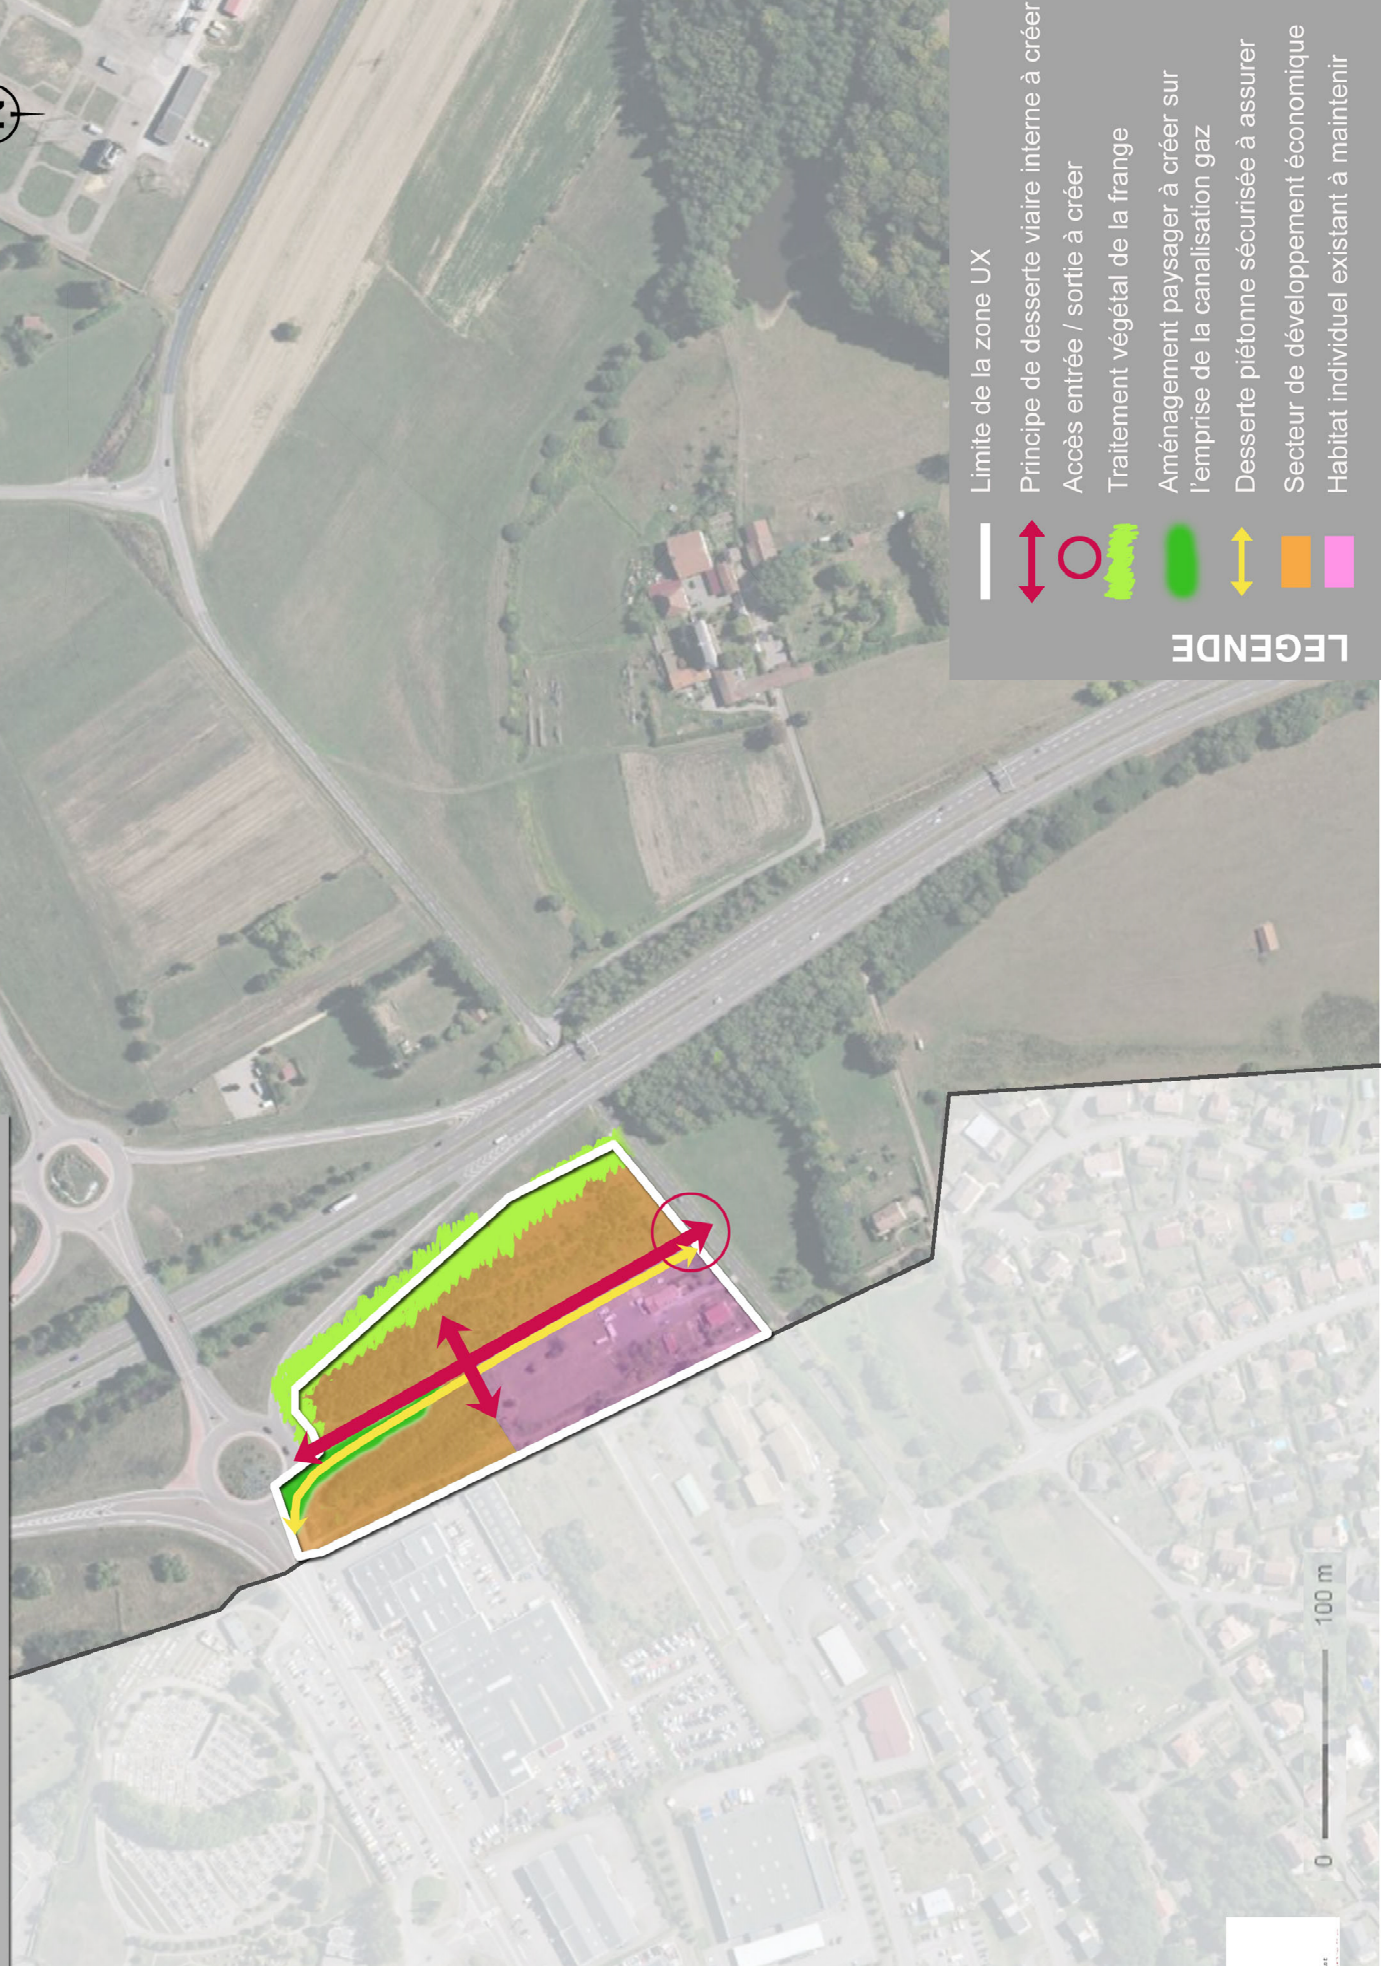 LEGENDE
Limite de la zone UX
Principe de desserte viaire interne à créer
Accès entrée / sortie à créer
Traitement végétal de la frange
Aménagement paysager à créer sur
l'emprise de la canalisation gaz
Desserte piétonne sécurisée à assurer
Secteur de développement économique
Habitat individuel existant à maintenir
0 100 m